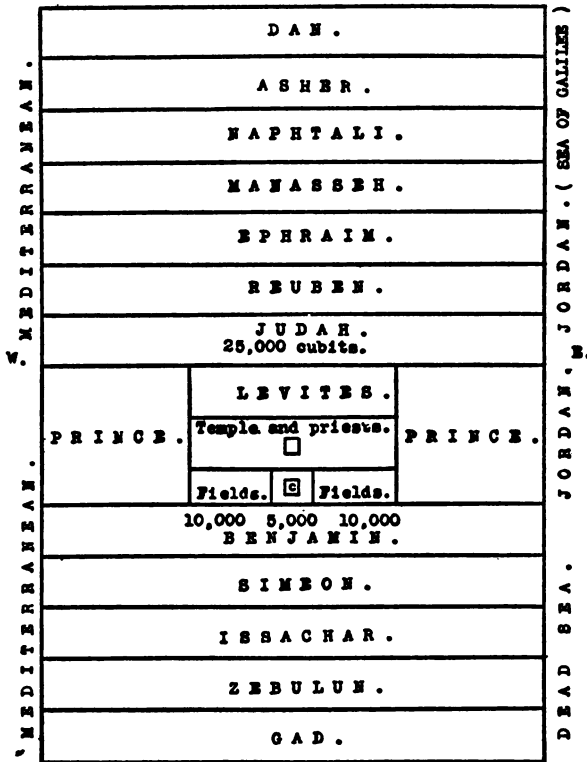 DAN.
ASHER.
NAPHTALI.
MANASSEH.
EPHRAIM.
REUBEN.
JUDAH.
25,000 cubits.
LEVITES.
PRINCE.
Temple and priests.
PRINCE.
Fields.
C
Fields.
10,000 5,000 10,000
BENJAMIN.
SIMEON.
ISSACHAR.
ZEBULUN.
GAD.
W.
MEDITERRANEAN.
MEDITERRANEAN.
E.
JORDAN. (SEA OF GALILEE)
JORDAN.
DEAD SEA.